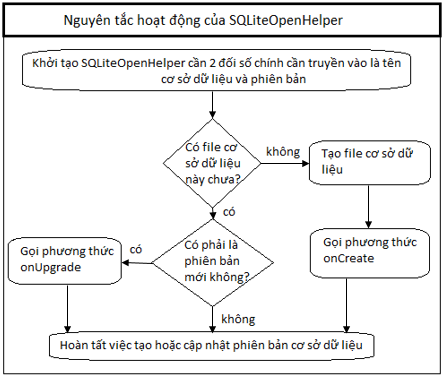 Nguyên tắc hoạt động của SQLiteOpenHelper
Khởi tạo SQLiteOpenHelper cần 2 đối số chính cần truyền vào là tên
cơ sở dữ liệu và phiên bản
Có file cơ
sở dữ liệu
này chưa?
không
Tạo file cơ sở dữ
liệu
có
Gọi phương thức
onUpgrade
có
Có phải là
phiên bản
mới không?
Gọi phương thức
onCreate
không
Hoàn tất việc tạo hoặc cập nhật phiên bản cơ sở dữ liệu